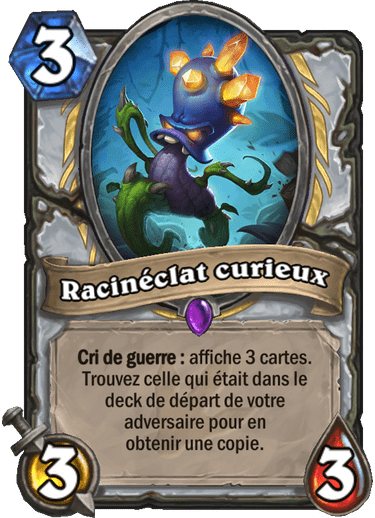 3
Racinéclat curieux
Cri de guerre : affiche 3 cartes.
Trouvez celle qui était dans le
deck de départ de votre
adversaire pour en
obtenir une copie.
3
3